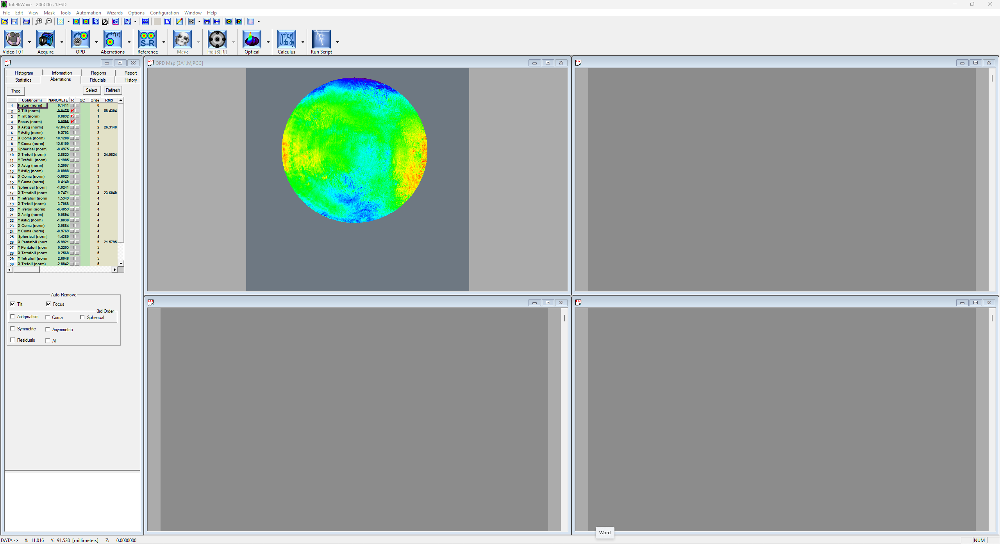 IntelliWave - 206C06~1.ESD
File Edit View Mask Tools Automation Wizards Options Configuration Window Help
Video [ 0 ] Acquire OPD Aberrations Reference Mask Fid (S) [0] Optical Calculus Run Script
OPD Map [3A1,M,PCG]
Histogram Information Regions Report
Statistics Aberrations Fiducials History
Theo Select Refresh
UofA(norm) NANOMETE R QC Orde RMS
1 Piston (norm) 0.1411 0
2 X Tilt (norm) -0.0175 1 58.4304
3 Y Tilt (norm) 0.0892 1
4 Focus (norm) 0.0598 1
5 X Astig (norm) 47.0472 2 26.3140
6 Y Astig (norm) 9.5703 2
7 X Coma (norm) 10.1208 2
8 Y Coma (norm) 15.6100 2
9 Spherical (norm -8.4975 2
10 X Trefoil (norm) 2.8825 3 24.9824
11 Y Trefoil. (norm) 4.1985 3
12 X Astig (norm) 3.2007 3
13 Y Astig (norm) -0.0988 3
14 X Coma (norm) -5.6023 3
15 Y Coma (norm) 0.4149 3
16 Spherical (norm -1.0241 3
17 X Tetrafoil (norm 0.7471 4 23.6049
18 Y Tetrafoil (norm 1.5349 4
19 X Trefoil (norm) -3.7068 4
20 Y Trefoil (norm) -6.4059 4
21 X Astig (norm) -0.0894 4
22 Y Astig (norm) -1.8038 4
23 X Coma (norm) 2.0884 4
24 Y Coma (norm) -0.9769 4
25 Spherical (norm -1.4380 4
26 X Pentafoil (norr -5.9921 5 21.5795
27 Y Pentafoil (norn 0.2205 5
28 X Tetrafoil (norm 0.2568 5
29 Y Tetrafoil (norm 2.6046 5
30 X Trefoil (norm) -2.8842 5
Auto Remove
Tilt Focus
3rd Order
Astigmatism Coma Spherical
Symmetric Asymmetric
Residuals All
Word
DATA -> X: 11.016 Y: 91.530 [millimeters] Z: 0.0000000 NUM